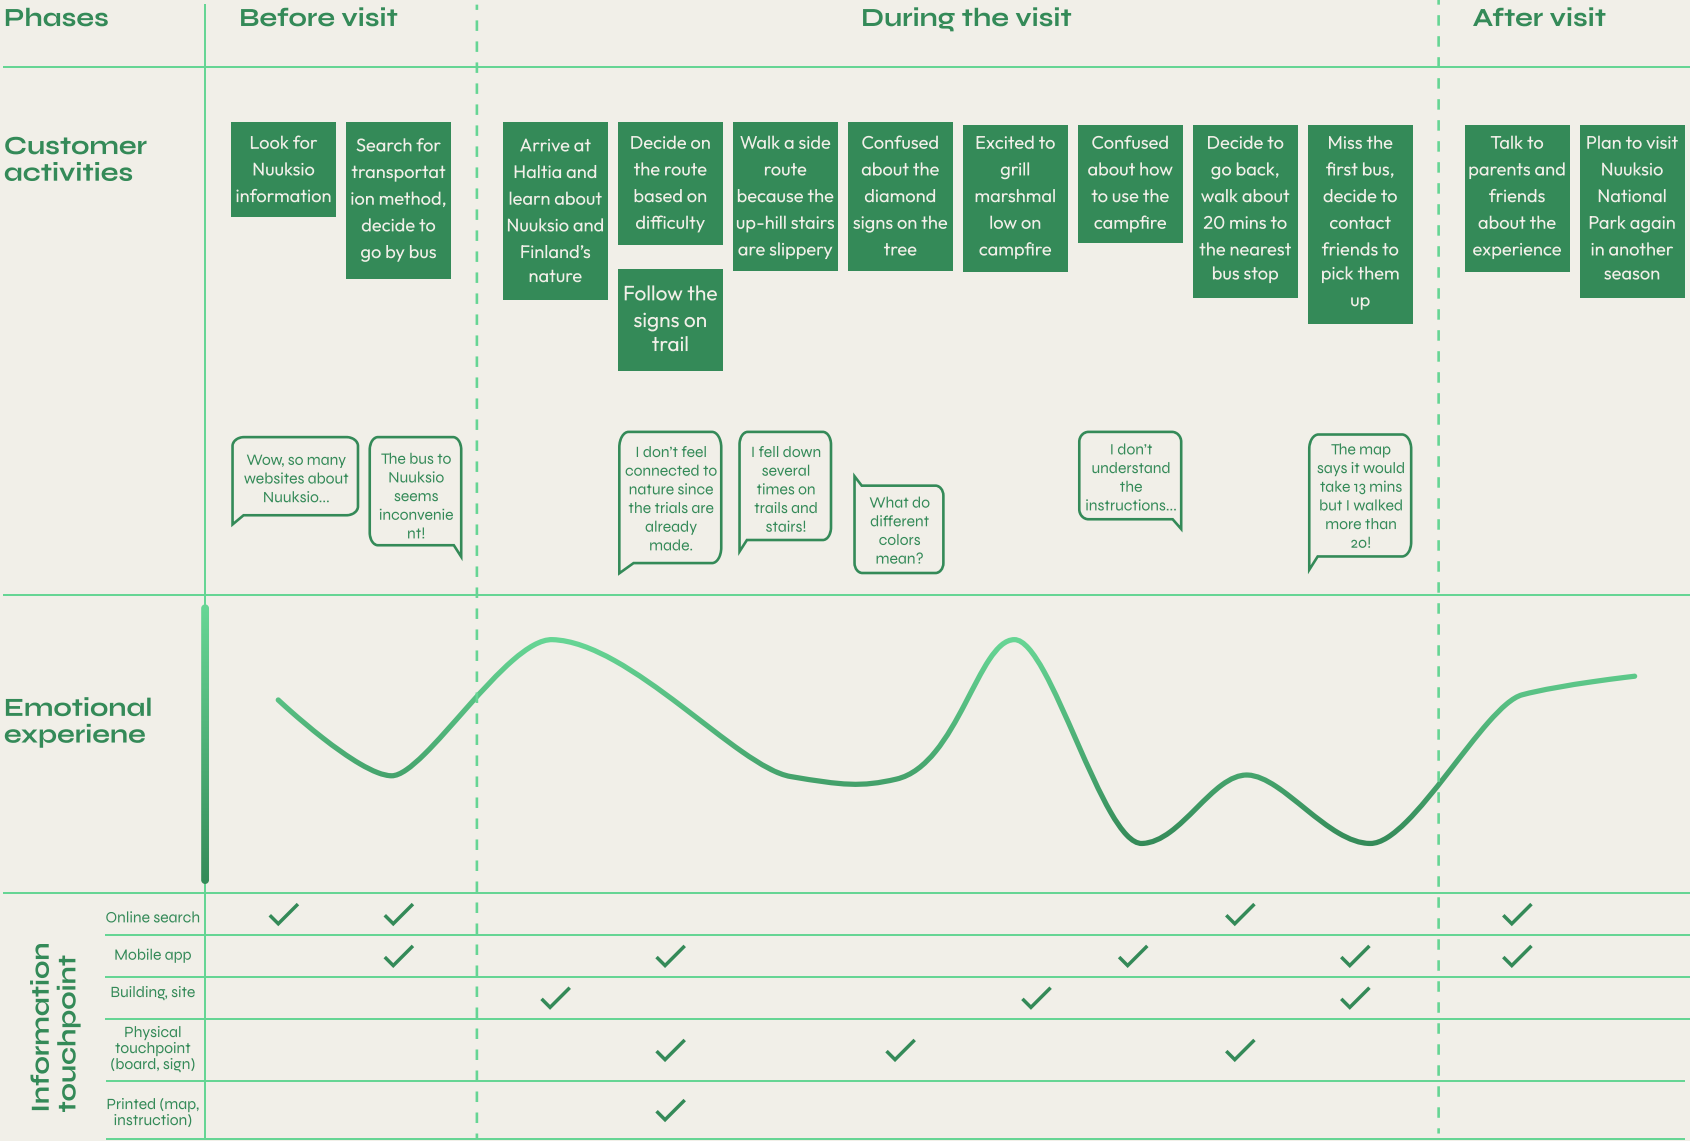 Phases
Before visit
During the visit
After visit
Customer
activities
Look for
Nuuksio
information
Search for
transportat
ion method,
decide to
go by bus
Arrive at
Haltia and
learn about
Nuuksio and
Finland's
nature
Decide on
the route
based on
difficulty
Follow the
signs on
trail
Walk a side
route
because the
up-hill stairs
are slippery
Confused
about the
diamond
signs on the
tree
Excited to
grill
marshmal
low on
campfire
Confused
about how
to use the
campfire
Decide to
go back,
walk about
20 mins to
the nearest
bus stop
Miss the
first bus,
decide to
contact
friends to
pick them
up
Talk to
parents and
friends
about the
experience
Plan to visit
Nuuksio
National
Park again
in another
season
Wow, so many
websites about
Nuuksio...
The bus to
Nuuksio
seems
inconvenie
nt!
I don't feel
connected to
nature since
the trials are
already
made.
I fell down
several
times on
trails and
stairs!
What do
different
colors
mean?
I don't
understand
the
instructions...
The map
says it would
take 13 mins
but I walked
more than
20!
Emotional
experiene
Information
touchpoint
Online search
Mobile app
Building, site
Physical
touchpoint
(board, sign)
Printed (map,
instruction)